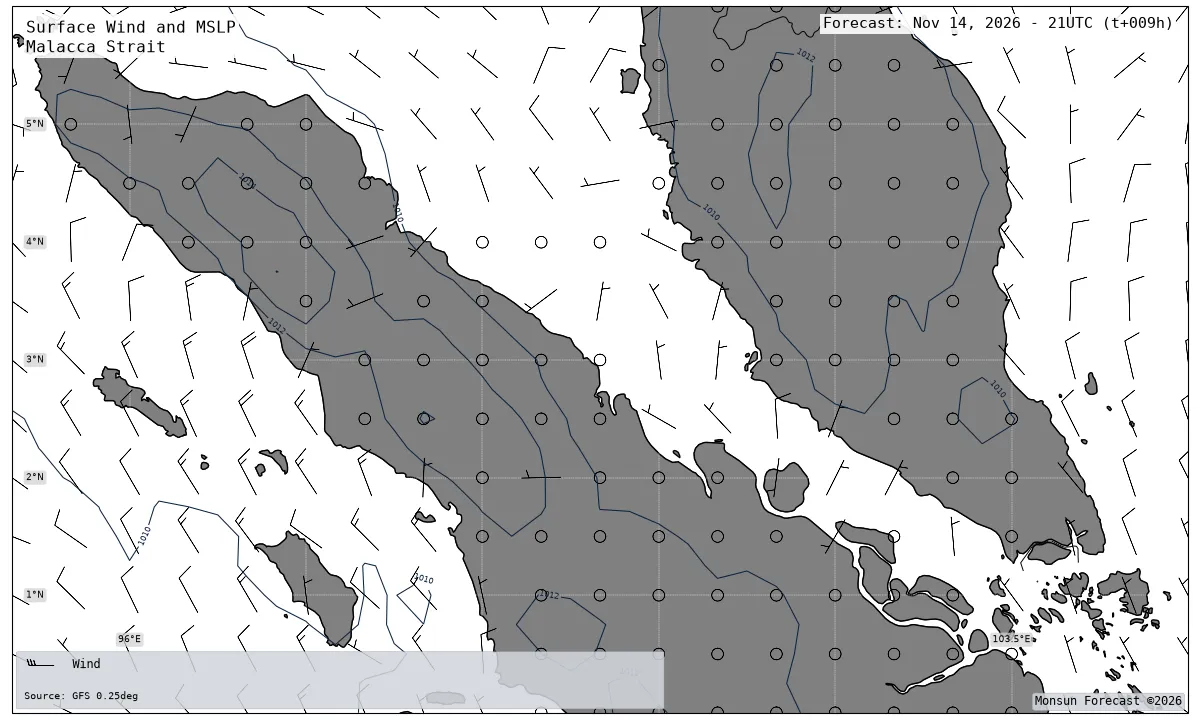 Surface Wind and MSLP
Malacca Strait
Forecast: Nov 14, 2026 - 21UTC (t+009h)
1012
5°N
1010
1010
4°N
1012
3°N
1010
2°N
1010
1010
1°N
1012
96°E
103.5°E
Wind
Source: GFS 0.25deg
Monsun Forecast ©2026